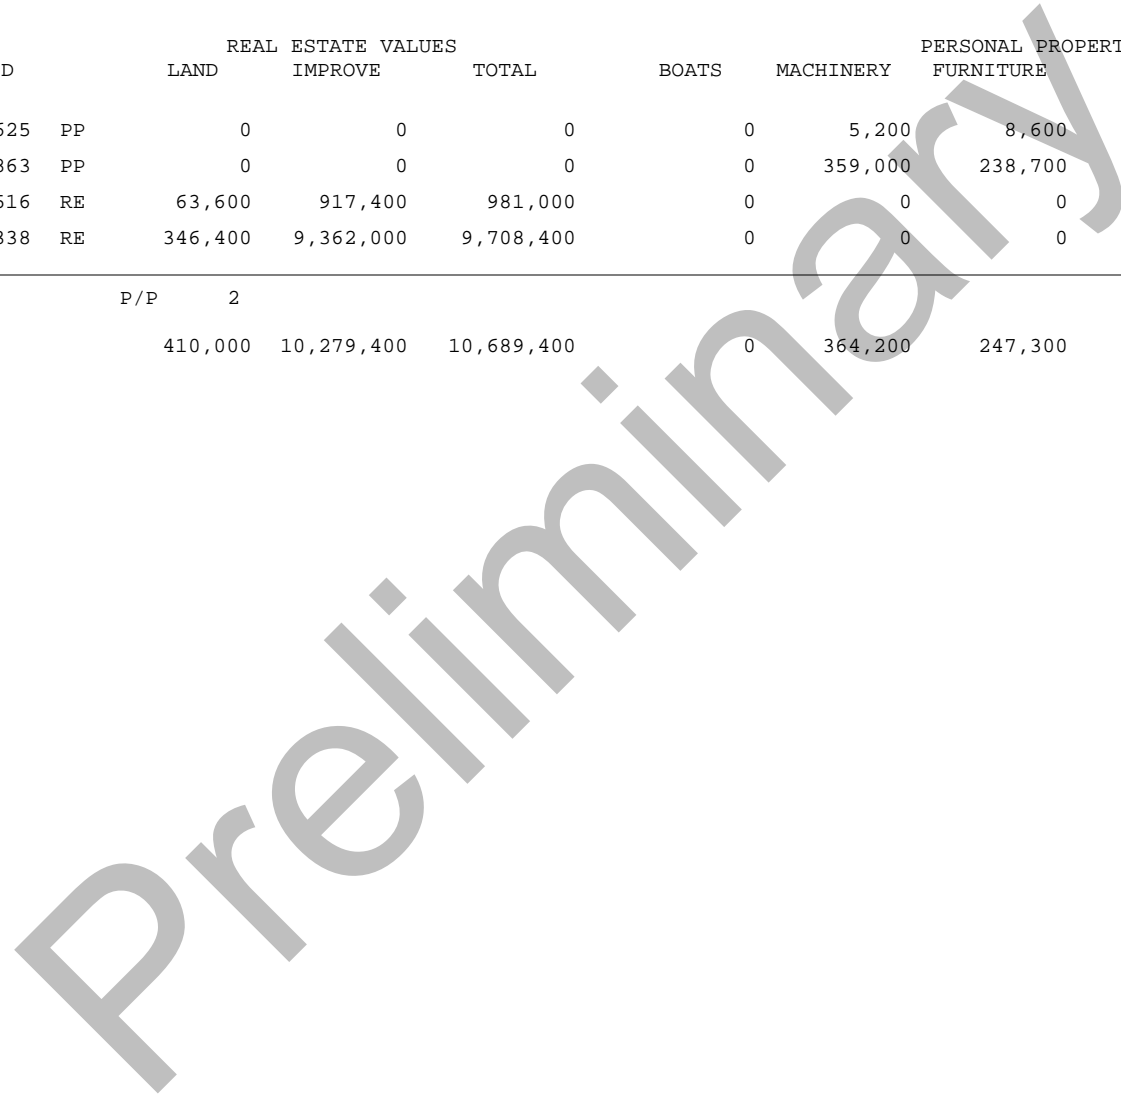 REAL ESTATE VALUES PERSONAL PROPERT
D LAND IMPROVE TOTAL BOATS MACHINERY FURNITURE
525 PP 0 0 0 0 5,200 8,600
363 PP 0 0 0 0 359,000 238,700
516 RE 63,600 917,400 981,000 0 0 0
338 RE 346,400 9,362,000 9,708,400 0 0 0
P/P 2
410,000 10,279,400 10,689,400 0 364,200 247,300
Preliminary